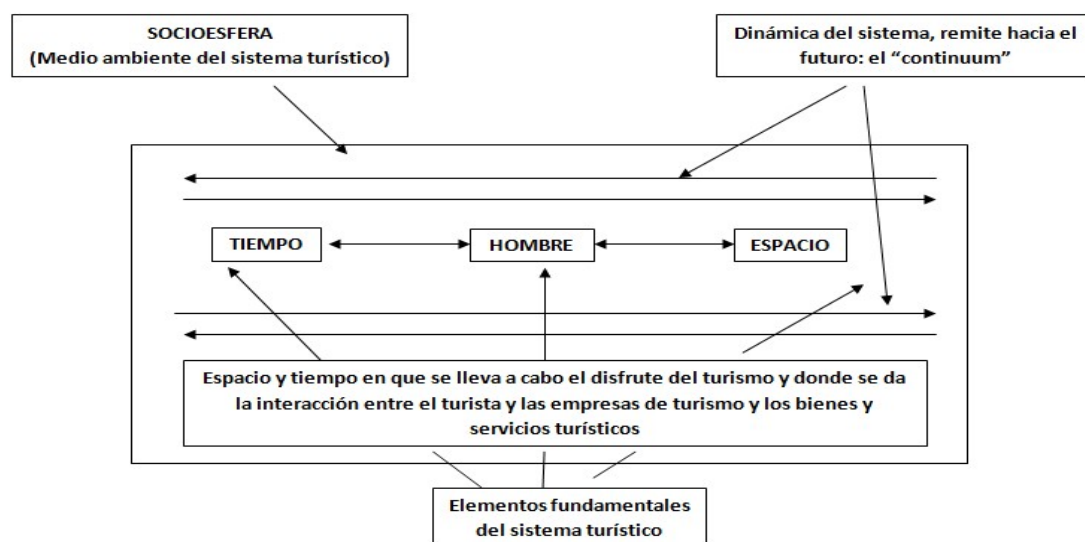 SOCIOESFERA
(Medio ambiente del sistema turístico)
Dinámica del sistema, remite hacia el
futuro: el “continuum”
TIEMPO
HOMBRE
ESPACIO
Espacio y tiempo en que se lleva a cabo el disfrute del turismo y donde se da
la interacción entre el turista y las empresas de turismo y los bienes y
servicios turísticos
Elementos fundamentales
del sistema turístico